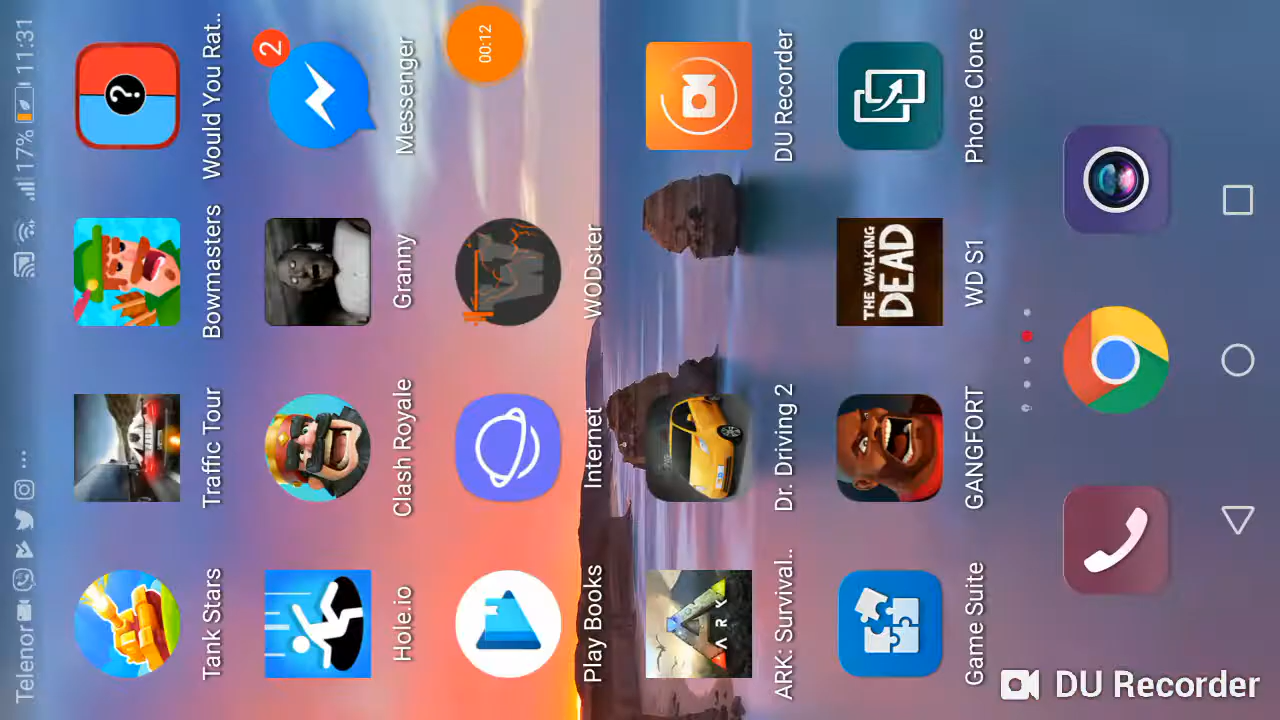 Telenor 17% 11:31
Tank Stars Traffic Tour Bowmasters Would You Rat..
2
Hole.io Clash Royale Granny Messenger
00:12
Play Books Internet WODster
ARK
ARK: Survival.. Dr. Driving 2 DU Recorder
THE WALKING
DEAD
Game Suite GANGFORT WD S1 Phone Clone
DU Recorder